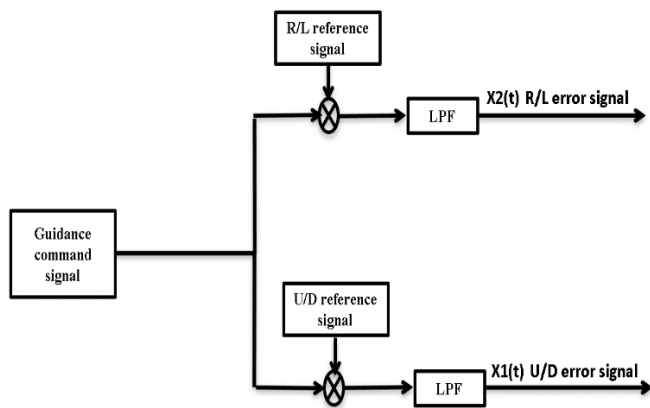 R/L reference
signal
X2(t) R/L error signal
LPF
Guidance
command
signal
U/D reference
signal
X1(t) U/D error signal
LPF